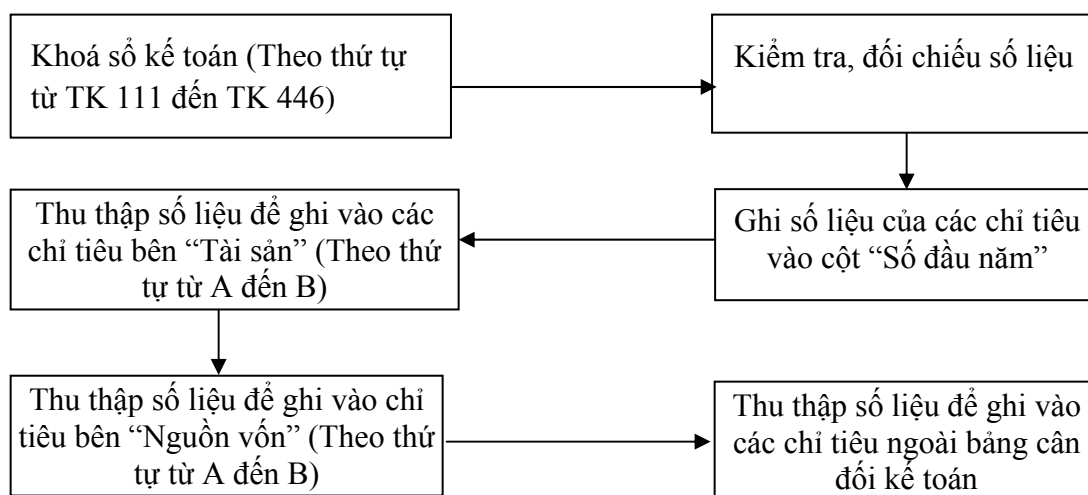 Khoá sổ kế toán (Theo thứ tự
từ TK 111 đến TK 446)
Kiểm tra, đối chiếu số liệu
Ghi số liệu của các chỉ tiêu
vào cột “Số đầu năm”
Thu thập số liệu để ghi vào các
chỉ tiêu bên “Tài sản” (Theo thứ
tự từ A đến B)
Thu thập số liệu để ghi vào chỉ
tiêu bên “Nguồn vốn” (Theo thứ
tự từ A đến B)
Thu thập số liệu để ghi vào
các chỉ tiêu ngoài bảng cân
đối kế toán